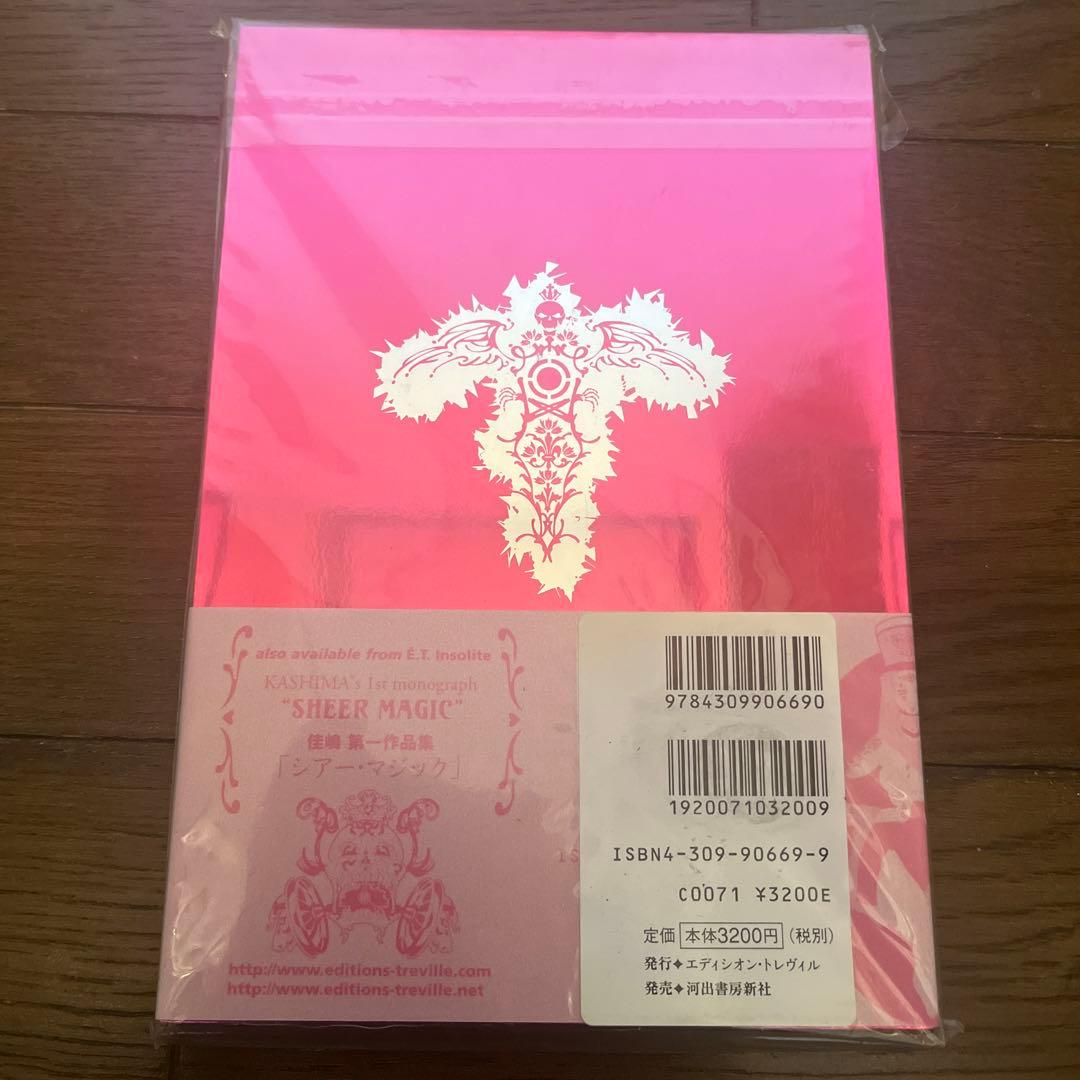 also available from É.T. Insolite
KASHIMA's 1st monograph
"SHEER MAGIC"
佳嶋 第一作品集
「シアー・マジック」
http://www.editions-treville.com
http://www.editions-treville.net
9784309906690
1920071032009
ISBN4-309-90669-9
C0071 ¥3200E
定価 本体3200円 (税別)
発行✦エディシオン・トレヴィル
発売✦河出書房新社